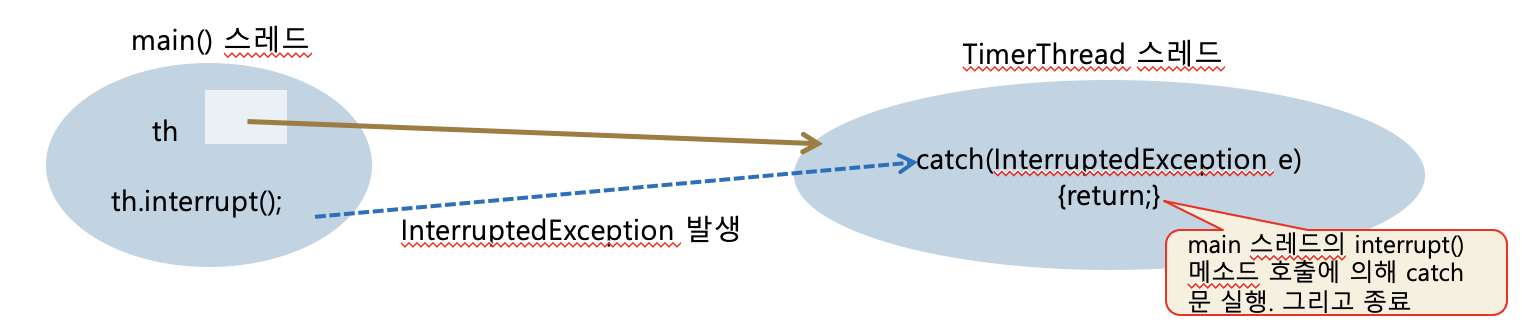 main() 스레드
TimerThread 스레드
th
th.interrupt();
InterruptedException 발생
catch(InterruptedException e)
{return;}
main 스레드의 interrupt()
메소드 호출에 의해 catch
문 실행. 그리고 종료